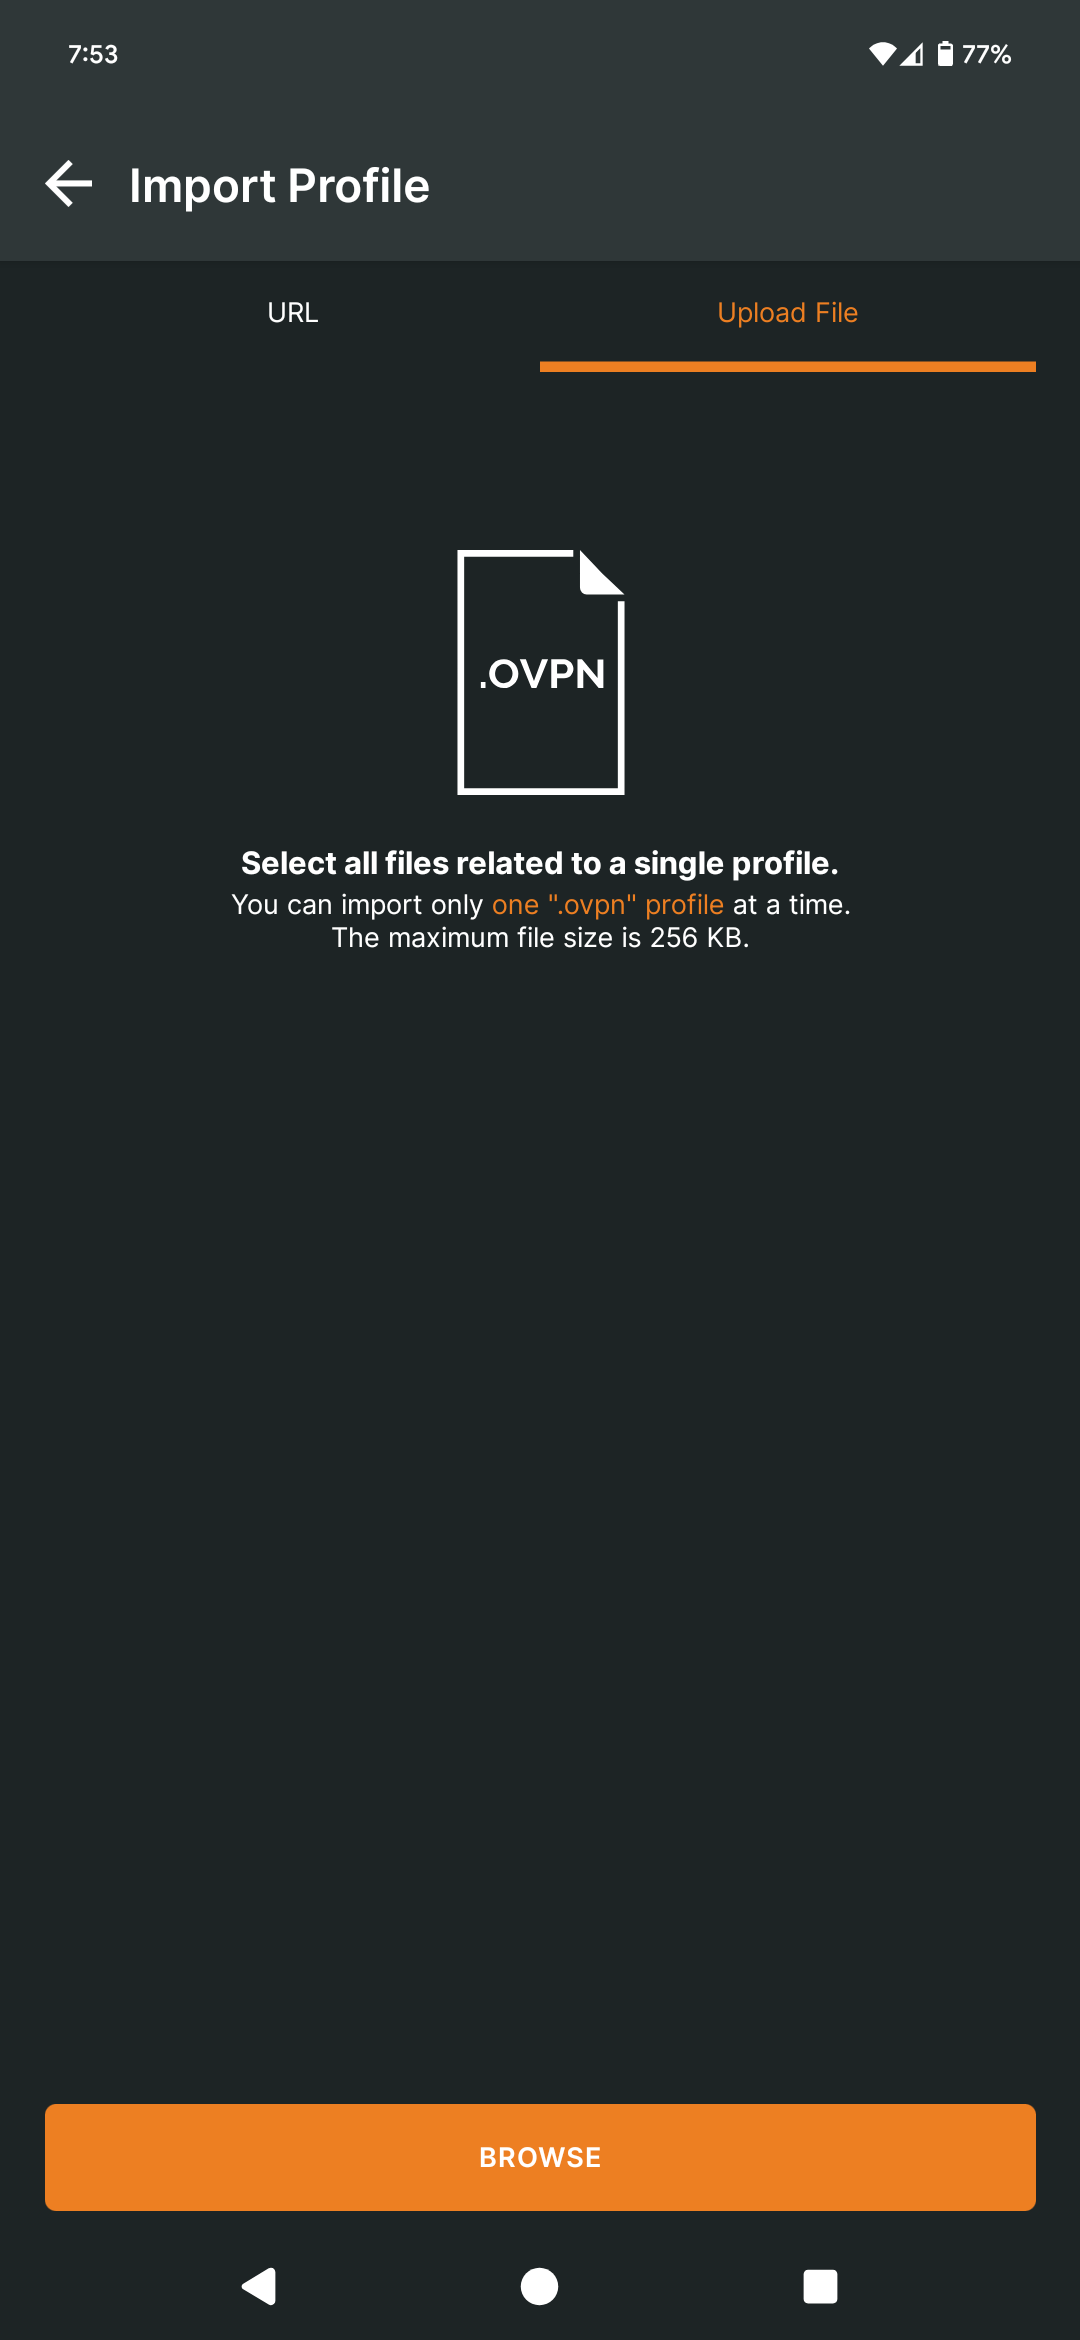 7:53
77%
Import Profile
URL
Upload File
.OVPN
Select all files related to a single profile.
You can import only one ".ovpn" profile at a time.
The maximum file size is 256 KB.
BROWSE